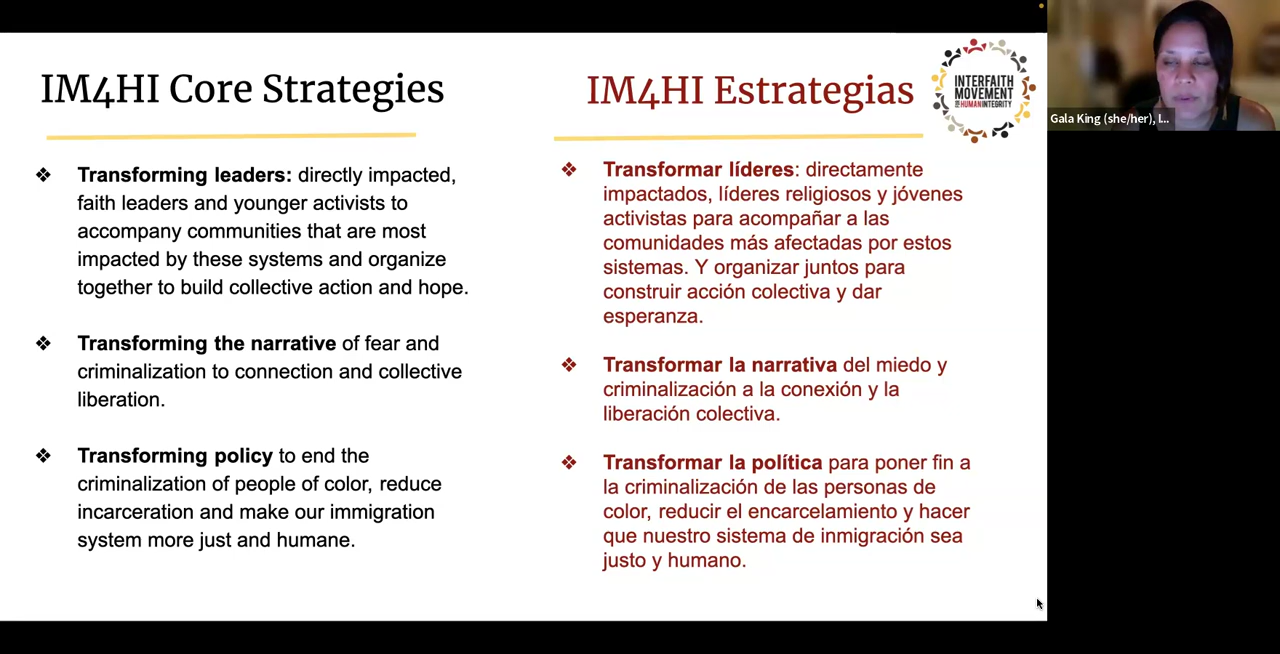 IM4HI Core Strategies
❖ Transforming leaders: directly impacted,
faith leaders and younger activists to
accompany communities that are most
impacted by these systems and organize
together to build collective action and hope.
❖ Transforming the narrative of fear and
criminalization to connection and collective
liberation.
❖ Transforming policy to end the
criminalization of people of color, reduce
incarceration and make our immigration
system more just and humane.
IM4HI Estrategias
❖ Transformar líderes: directamente
impactados, líderes religiosos y jóvenes
activistas para acompañar a las
comunidades más afectadas por estos
sistemas. Y organizar juntos para
construir acción colectiva y dar
esperanza.
❖ Transformar la narrativa del miedo y
criminalización a la conexión y la
liberación colectiva.
❖ Transformar la política para poner fin a
la criminalización de las personas de
color, reducir el encarcelamiento y hacer
que nuestro sistema de inmigración sea
justo y humano.
INTERFAITH
MOVEMENT
HUMAN INTEGRITY
Gala King (she/her), I...